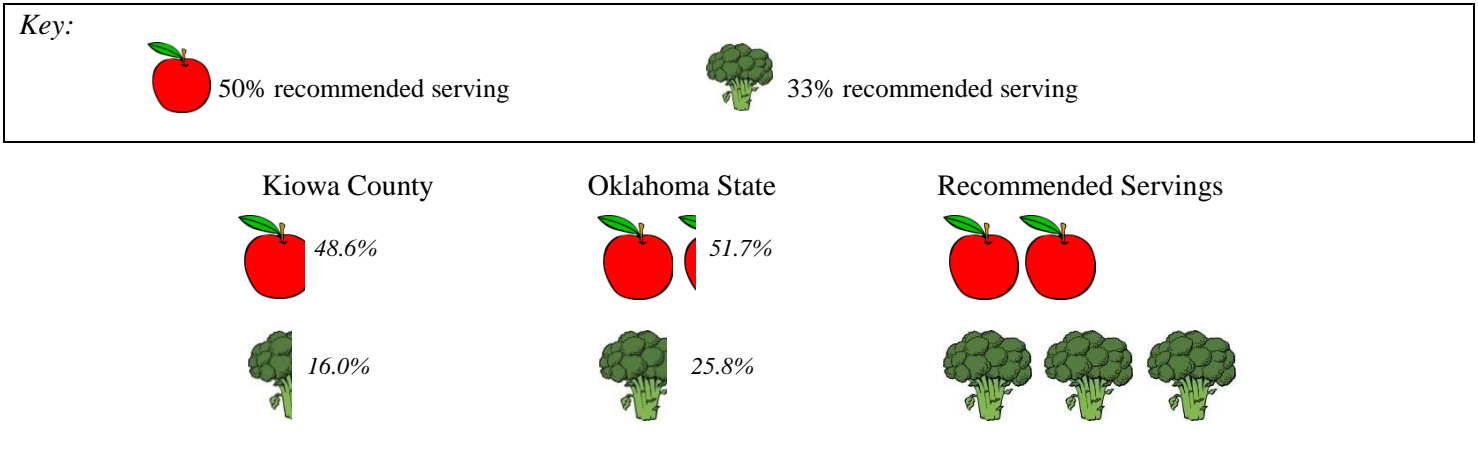 Key:
50% recommended serving 33% recommended serving
Kiowa County Oklahoma State Recommended Servings
48.6% 51.7%
16.0% 25.8%